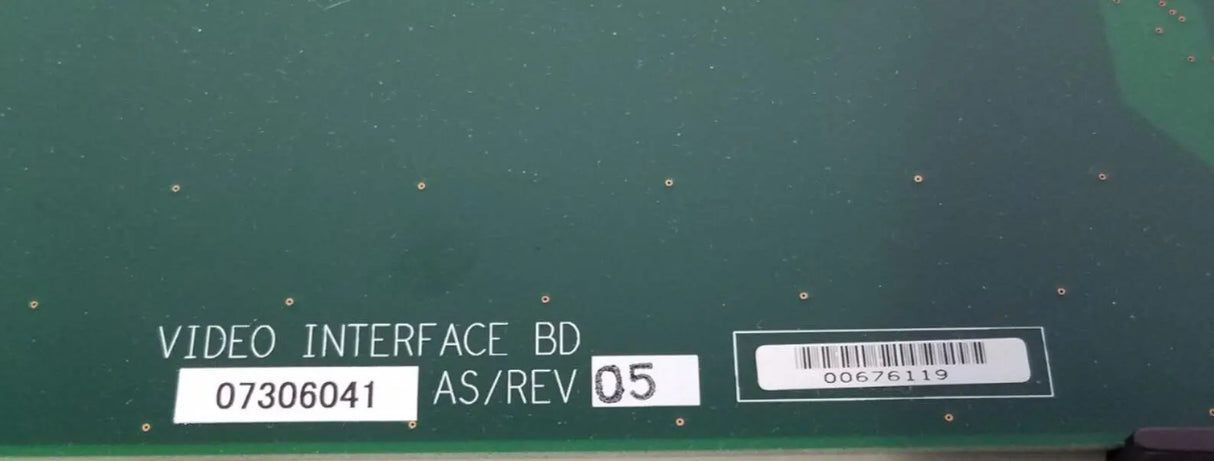 VIDEO INTERFACE BD
07306041 AS/REV 05
00676119